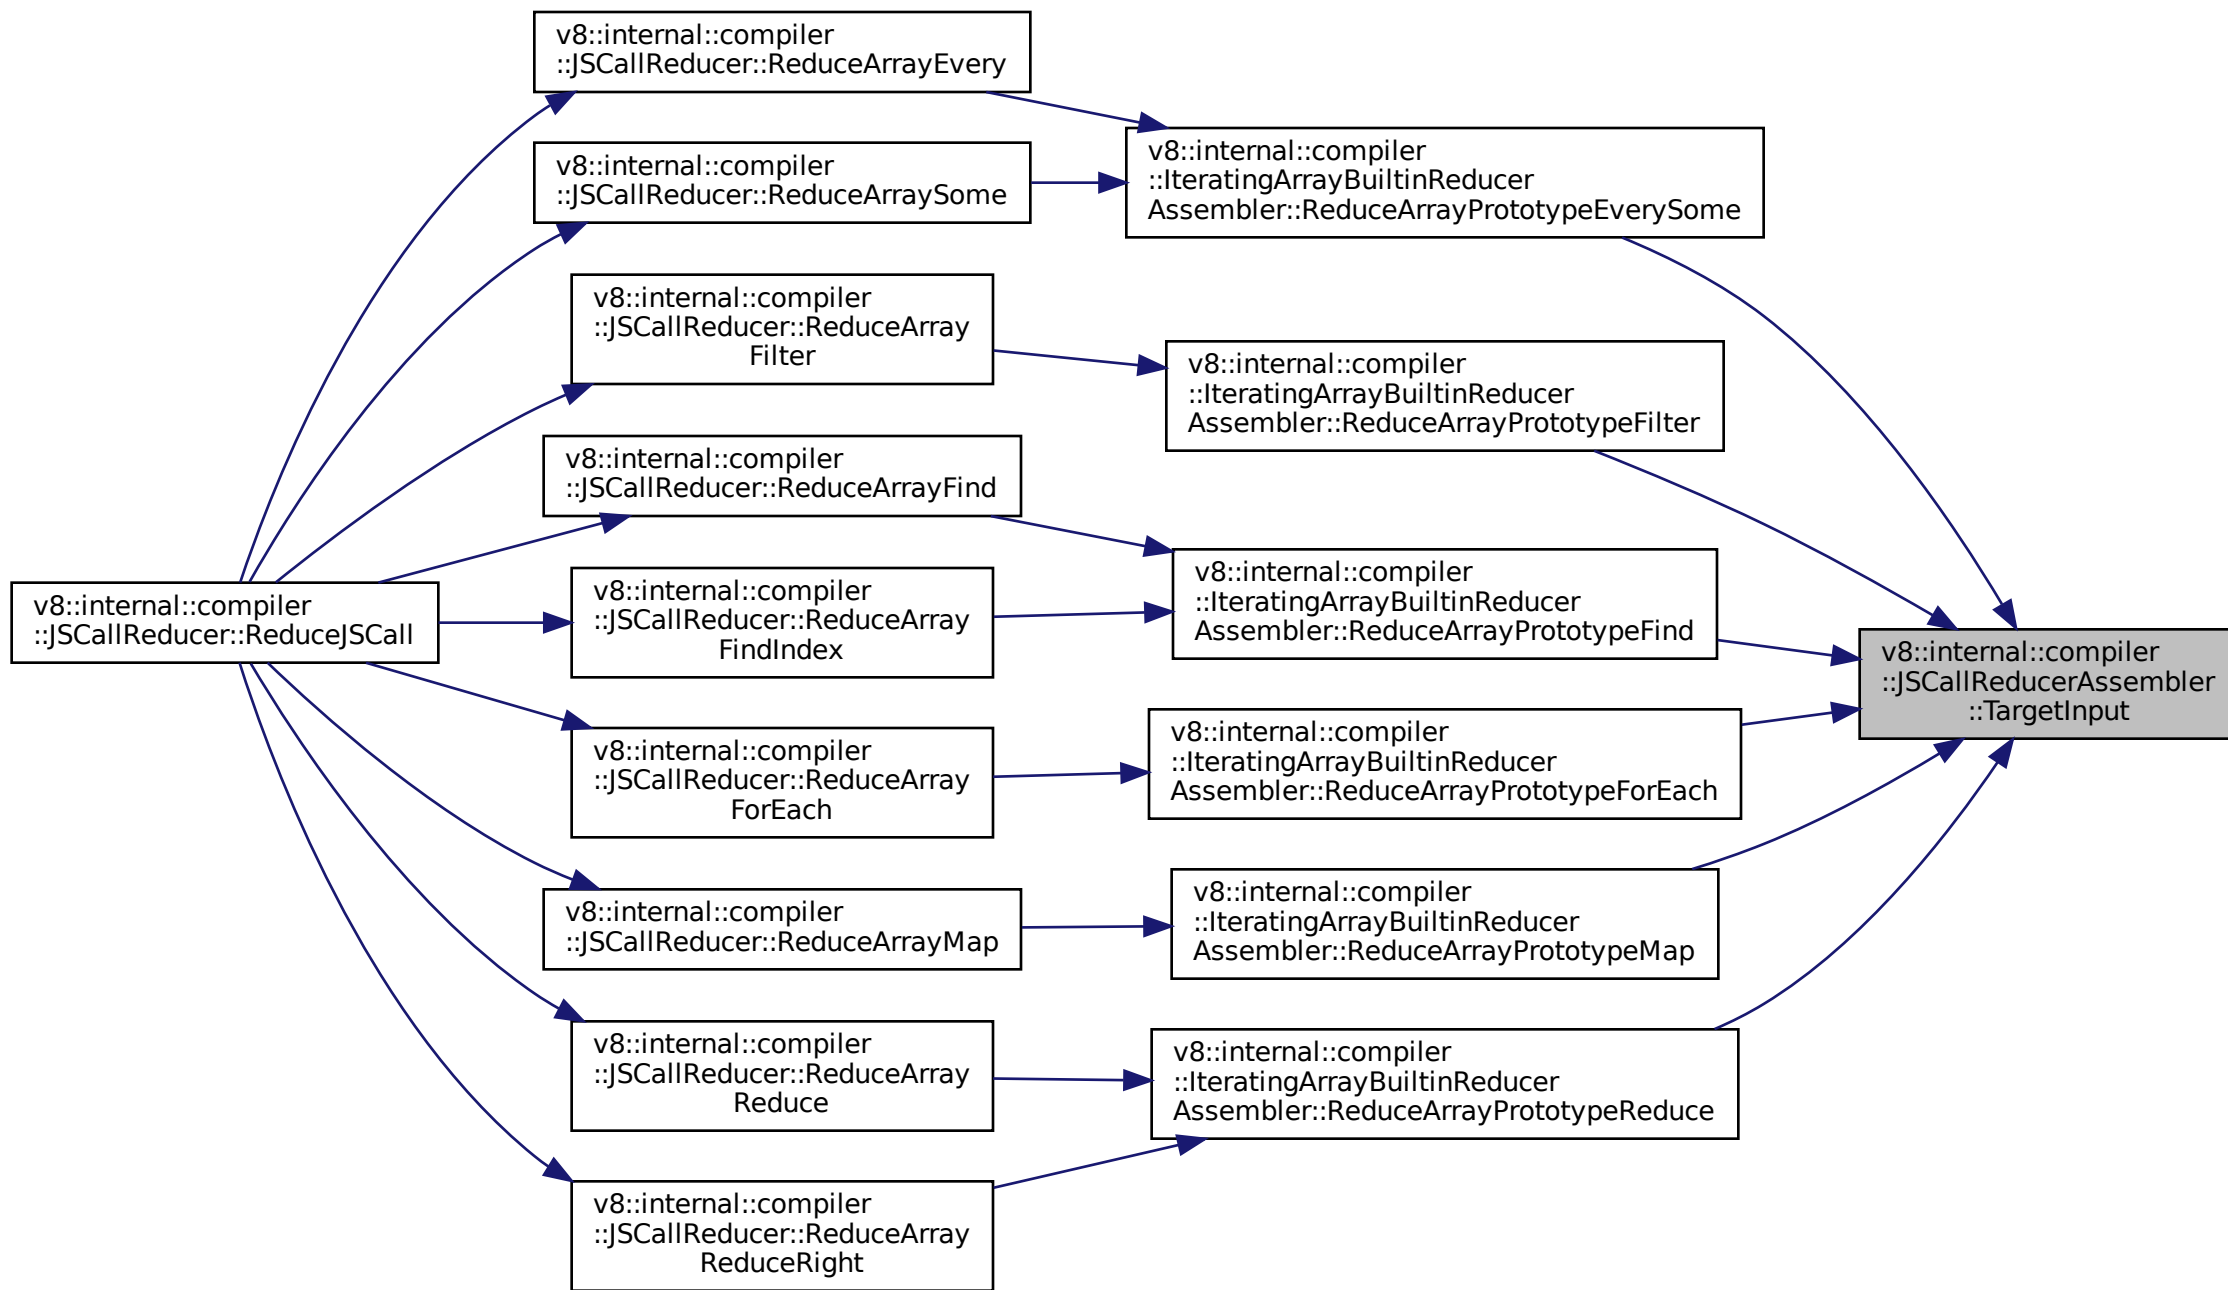 v8::internal::compiler
::JSCallReducer::ReduceArrayEvery
v8::internal::compiler
::JSCallReducer::ReduceArraySome
v8::internal::compiler
::JSCallReducer::ReduceArray
Filter
v8::internal::compiler
::JSCallReducer::ReduceArrayFind
v8::internal::compiler
::JSCallReducer::ReduceJSCall
v8::internal::compiler
::JSCallReducer::ReduceArray
FindIndex
v8::internal::compiler
::JSCallReducer::ReduceArray
ForEach
v8::internal::compiler
::JSCallReducer::ReduceArrayMap
v8::internal::compiler
::JSCallReducer::ReduceArray
Reduce
v8::internal::compiler
::JSCallReducer::ReduceArray
ReduceRight
v8::internal::compiler
::IteratingArrayBuiltinReducer
Assembler::ReduceArrayPrototypeEverySome
v8::internal::compiler
::IteratingArrayBuiltinReducer
Assembler::ReduceArrayPrototypeFilter
v8::internal::compiler
::IteratingArrayBuiltinReducer
Assembler::ReduceArrayPrototypeFind
v8::internal::compiler
::IteratingArrayBuiltinReducer
Assembler::ReduceArrayPrototypeForEach
v8::internal::compiler
::IteratingArrayBuiltinReducer
Assembler::ReduceArrayPrototypeMap
v8::internal::compiler
::IteratingArrayBuiltinReducer
Assembler::ReduceArrayPrototypeReduce
v8::internal::compiler
::JSCallReducerAssembler
::TargetInput